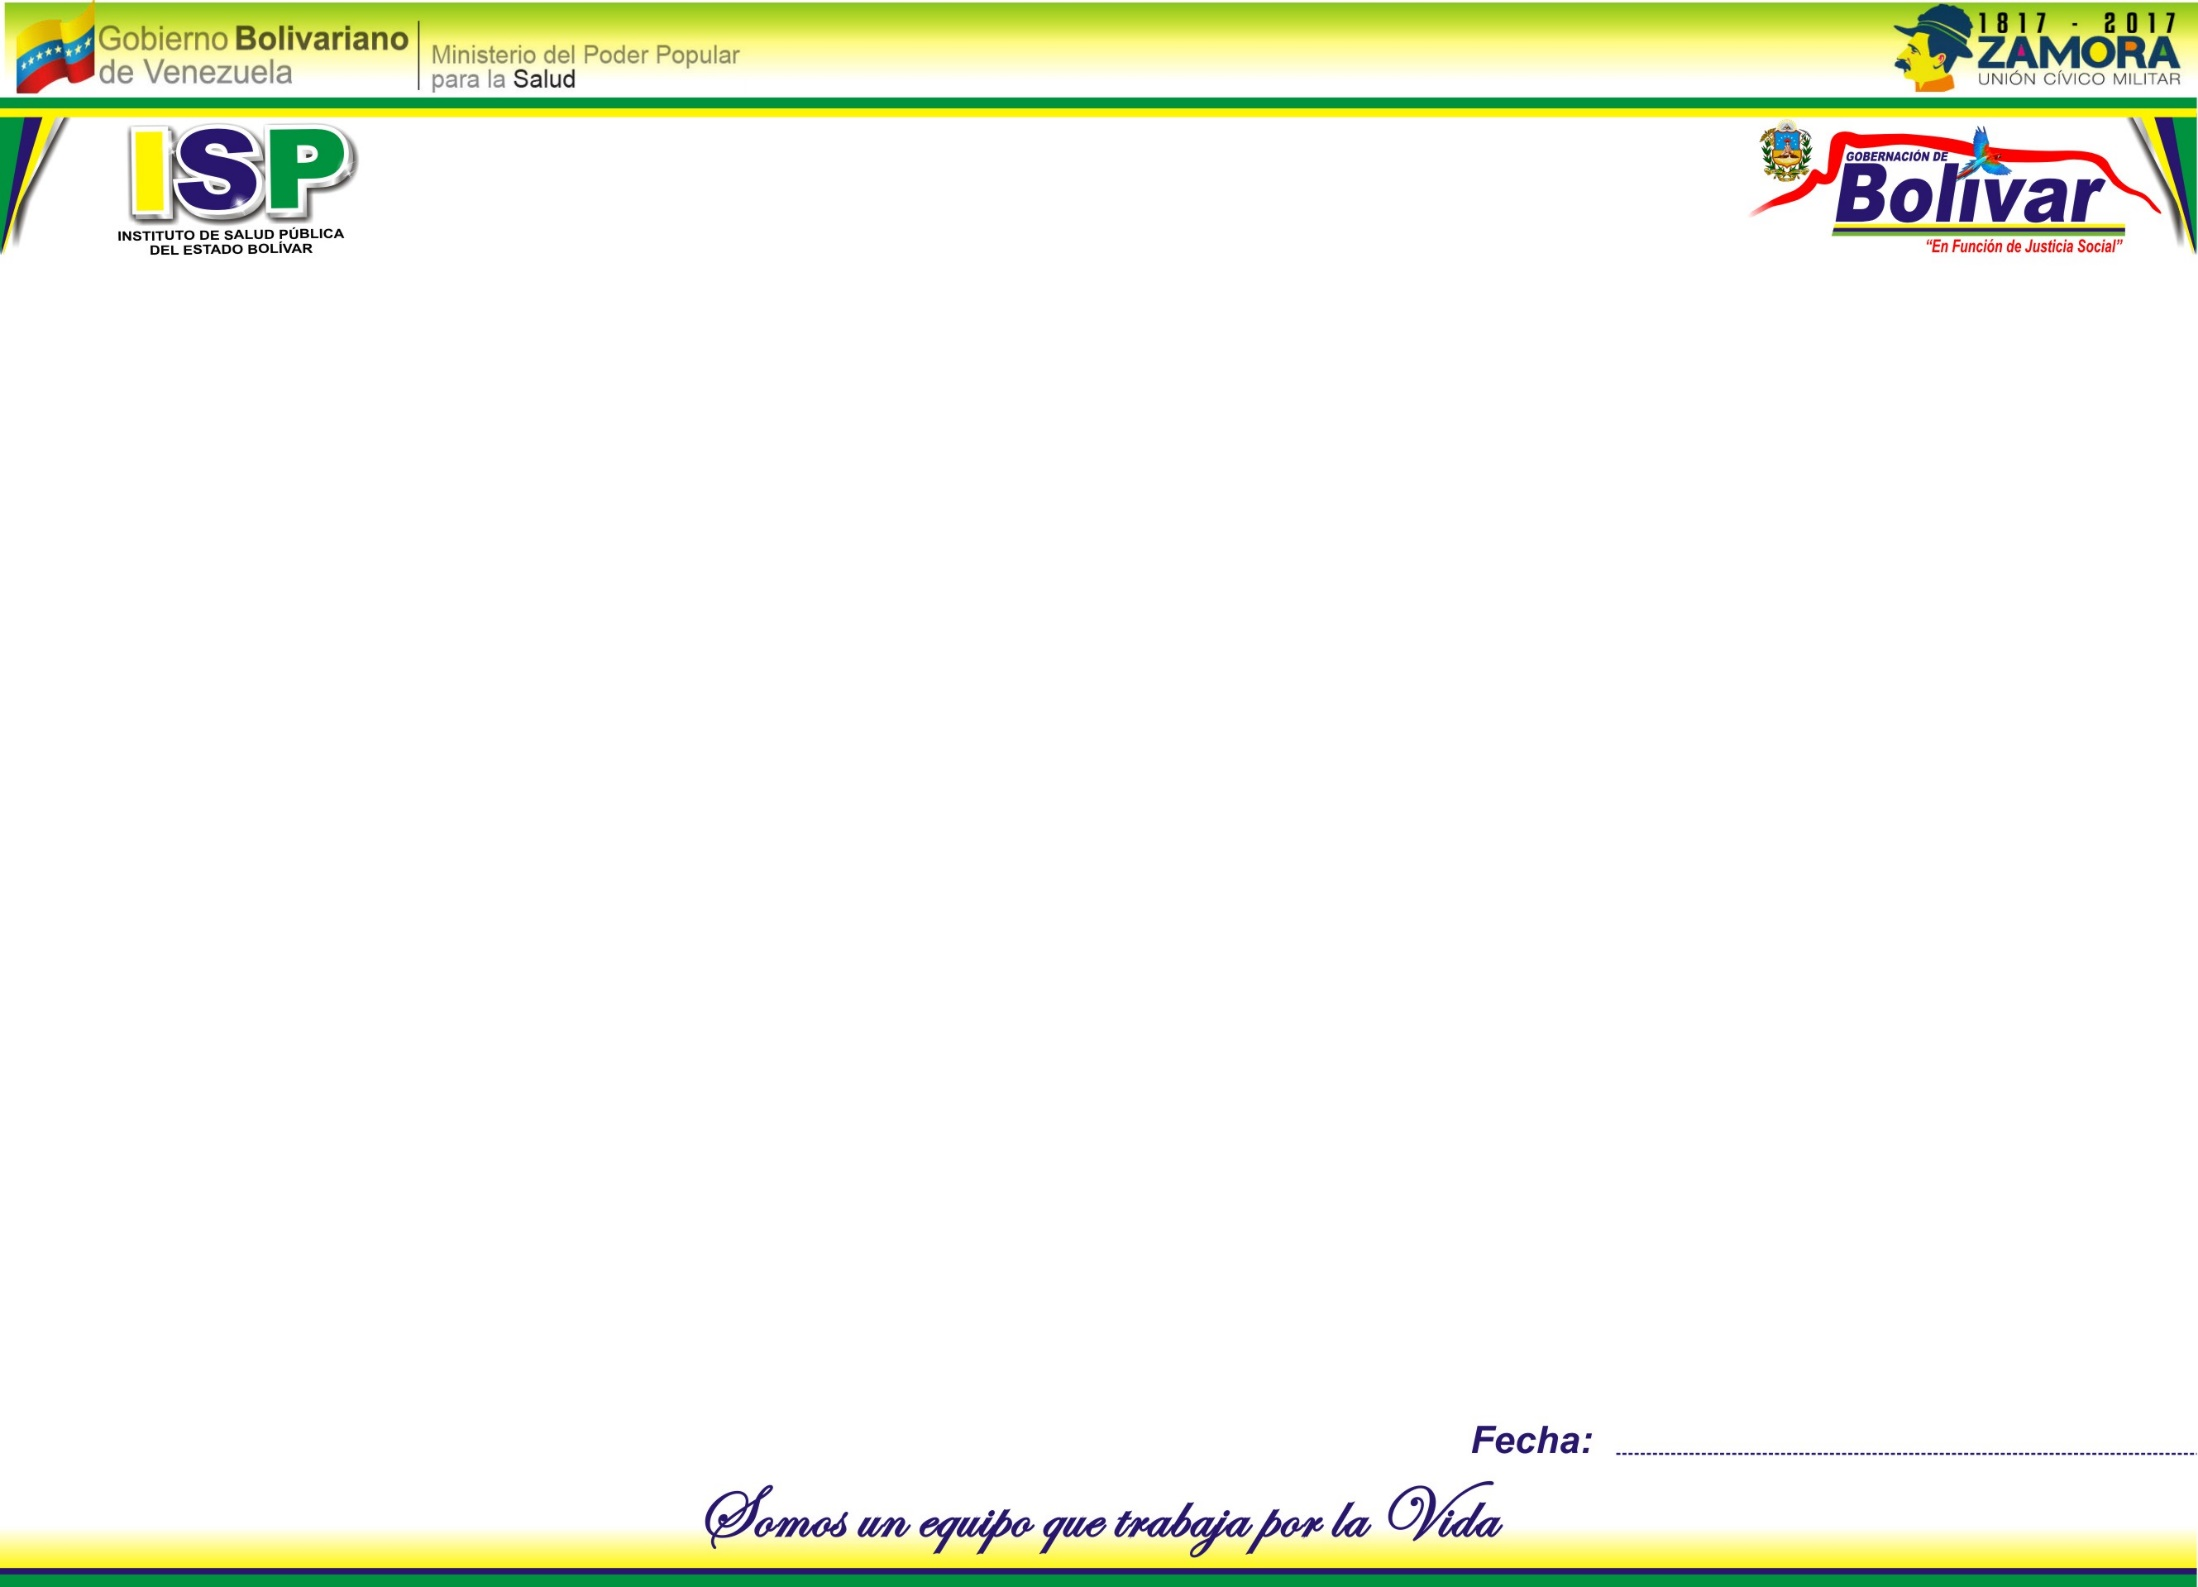 Gobierno Bolivariano
de Venezuela
Ministerio del Poder Popular
para la Salud
1817 - 2017
ZAMORA
UNIÓN CÍVICO MILITAR
ISP
INSTITUTO DE SALUD PÚBLICA
DEL ESTADO BOLÍVAR
GOBERNACIÓN DE
Bolívar
“En Función de Justicia Social”
Fecha:
Somos un equipo que trabaja por la Vida